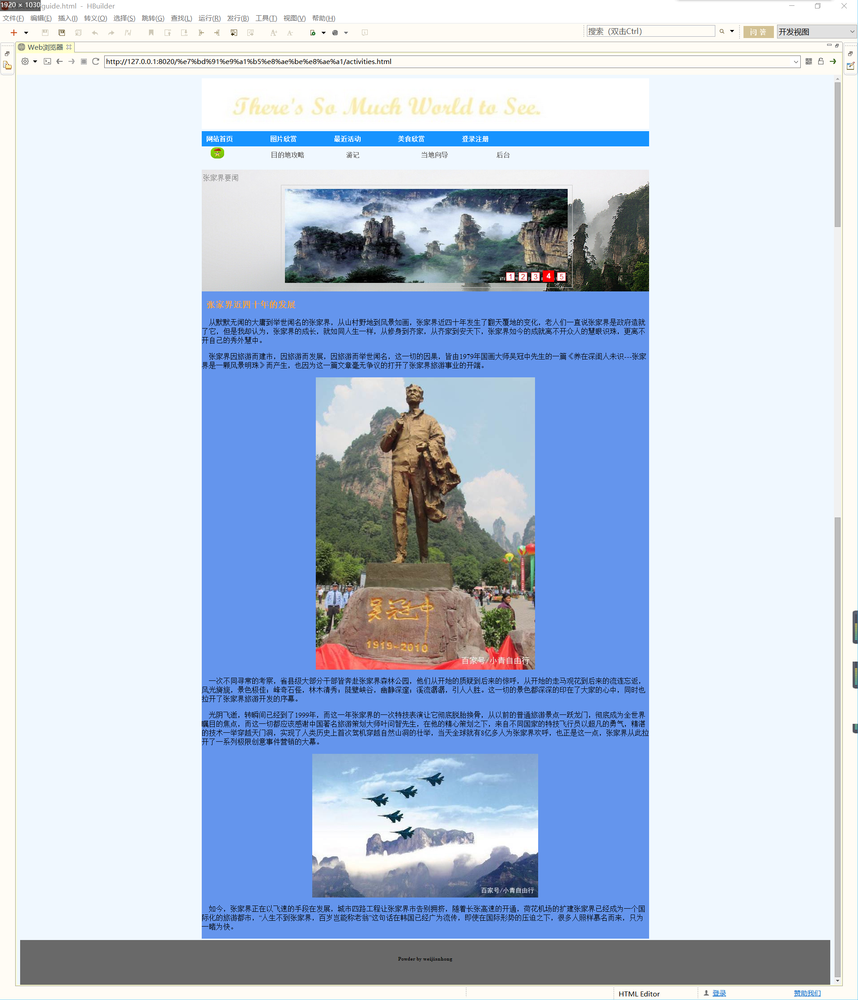 1920 × 1030
guide.html - HBuilder
文件(F) 编辑(E) 插入(I) 转义(O) 选择(S) 跳转(G) 查找(L) 运行(R) 发行(B) 工具(T) 视图(V) 帮助(H)
搜索（双击Ctrl） 问 答 开发视图
Web浏览器
http://127.0.0.1:8020/%e7%bd%91%e9%a1%b5%e8%ae%be%e8%ae%a1/activities.html
There's So Much World to See.
网站首页 图片欣赏 最近活动 美食欣赏 登录注册
目的地攻略 游记 当地向导 后台
张家界要闻
1 2 3 4 5
张家界近四十年的发展
从默默无闻的大庸到举世闻名的张家界，从山村野地到风景如画，张家界近四十年发生了翻天覆地的变化，老人们一直说张家界是政府造就
了它，但是我却认为，张家界的成长，就如同人生一样，从修身到齐家，从齐家到安天下，张家界如今的成就离不开众人的慧眼识珠，更离不
开自己的秀外慧中。
张家界因旅游而建市，因旅游而发展，因旅游而举世闻名，这一切的因果，皆由1979年国画大师吴冠中先生的一篇《养在深闺人未识---张家
界是一颗风景明珠》而产生，也因为这一篇文章毫无争议的打开了张家界旅游事业的开端。
吴冠中
1919-2010
百家号/小青自由行
一次不同寻常的考察，省县级大部分干部皆奔赴张家界森林公园，他们从开始的质疑到后来的惊呼，从开始的走马观花到后来的流连忘返，
风光旖旎，景色极佳；峰奇石怪，林木清秀；陡壁峡谷，幽静深邃；溪流潺潺，引人入胜。这一切的景色都深深的印在了大家的心中，同时也
拉开了张家界旅游开发的序幕。
光阴飞逝，转瞬间已经到了1999年，而这一年张家界的一次特技表演让它彻底脱胎换骨，从以前的普通旅游景点一跃龙门，彻底成为全世界
瞩目的焦点，而这一切都应该感谢中国著名旅游策划大师叶问智先生，在他的精心策划之下，来自不同国家的特技飞行员以超凡的勇气，精湛
的技术一举穿越天门洞，实现了人类历史上首次驾机穿越自然山洞的壮举，当天全球就有8亿多人为张家界欢呼，也正是这一点，张家界从此拉
开了一系列极限创意事件营销的大幕。
百家号/小青自由行
如今，张家界正在以飞速的手段在发展，城市四路工程让张家界市告别拥挤，随着长张高速的开通，荷花机场的扩建张家界已经成为一个国
际化的旅游都市，“人生不到张家界，百岁岂能称老翁”这句话在韩国已经广为流传，即使在国际形势的压迫之下，很多人照样慕名而来，只为
一睹为快。
Powder by weijianhong
HTML Editor 登录 赞助我们